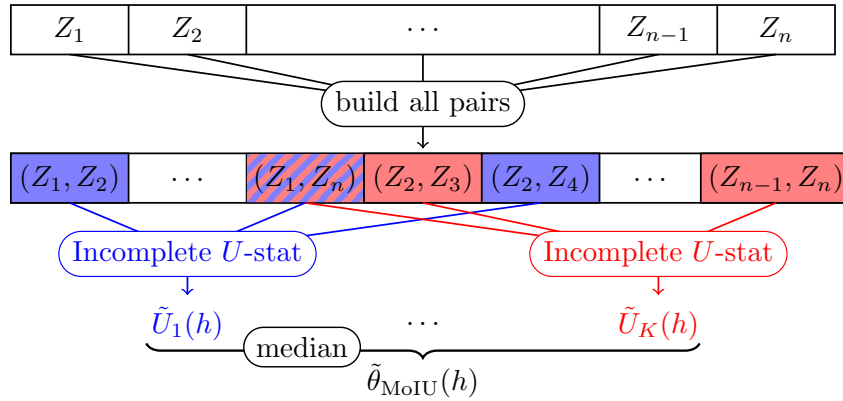 Z_1 Z_2 ⋯ Z_{n−1} Z_n
build all pairs
(Z_1, Z_2) ⋯ (Z_1, Z_n) (Z_2, Z_3) (Z_2, Z_4) ⋯ (Z_{n−1}, Z_n)
Incomplete U-stat Incomplete U-stat
Ũ_1(h) ⋯ Ũ_K(h)
median
θ̃_{MoIU}(h)